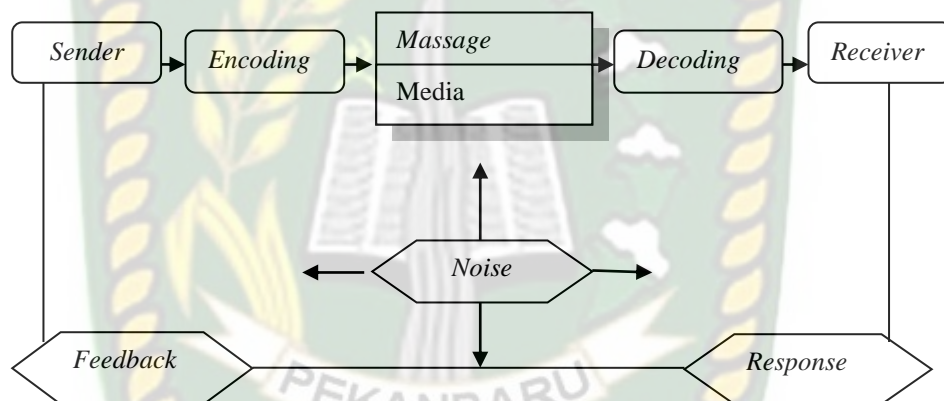 Sender
Encoding
Massage
Media
Decoding
Receiver
Noise
Feedback
Response
PEKANBARU